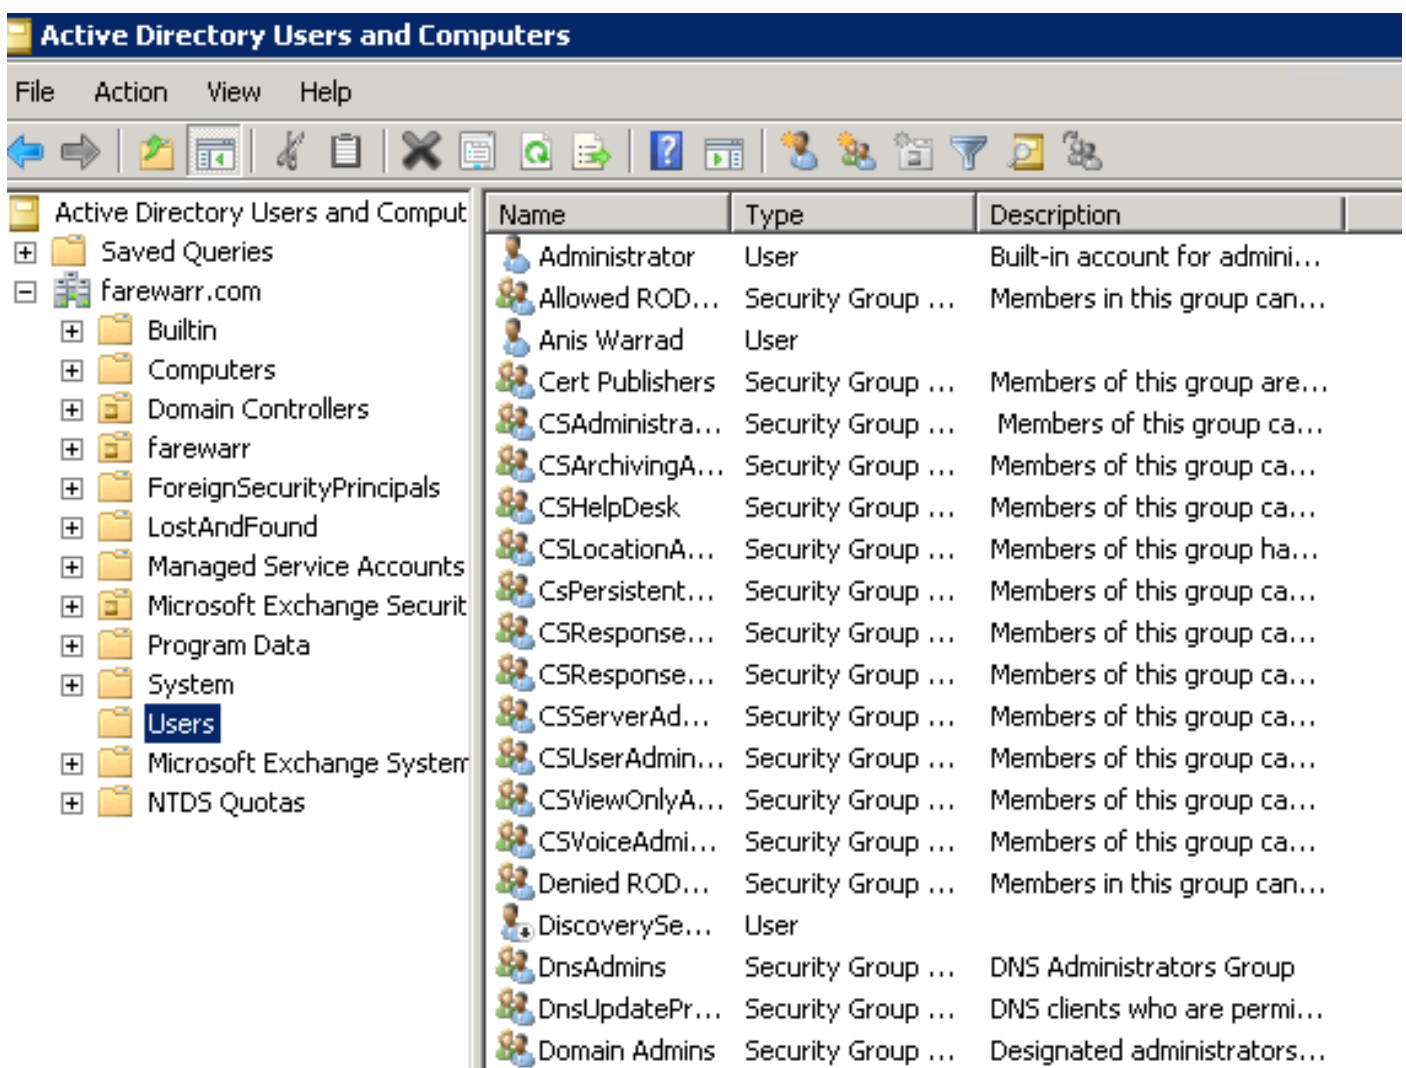 Active Directory Users and Computers
File Action View Help
Active Directory Users and Comput
Saved Queries
farewarr.com
Builtin
Computers
Domain Controllers
farewarr
ForeignSecurityPrincipals
LostAndFound
Managed Service Accounts
Microsoft Exchange Securit
Program Data
System
Users
Microsoft Exchange System
NTDS Quotas
Name Type Description
Administrator User Built-in account for admini...
Allowed ROD... Security Group ... Members in this group can...
Anis Warrad User
Cert Publishers Security Group ... Members of this group are...
CSAdministra... Security Group ... Members of this group ca...
CSArchivingA... Security Group ... Members of this group ca...
CSHelpDesk Security Group ... Members of this group ca...
CSLocationA... Security Group ... Members of this group ha...
CsPersistent... Security Group ... Members of this group ca...
CSResponse... Security Group ... Members of this group ca...
CSResponse... Security Group ... Members of this group ca...
CSServerAd... Security Group ... Members of this group ca...
CSUserAdmin... Security Group ... Members of this group ca...
CSViewOnlyA... Security Group ... Members of this group ca...
CSVoiceAdmi... Security Group ... Members of this group ca...
Denied ROD... Security Group ... Members in this group can...
DiscoverySe... User
DnsAdmins Security Group ... DNS Administrators Group
DnsUpdatePr... Security Group ... DNS clients who are permi...
Domain Admins Security Group ... Designated administrators...